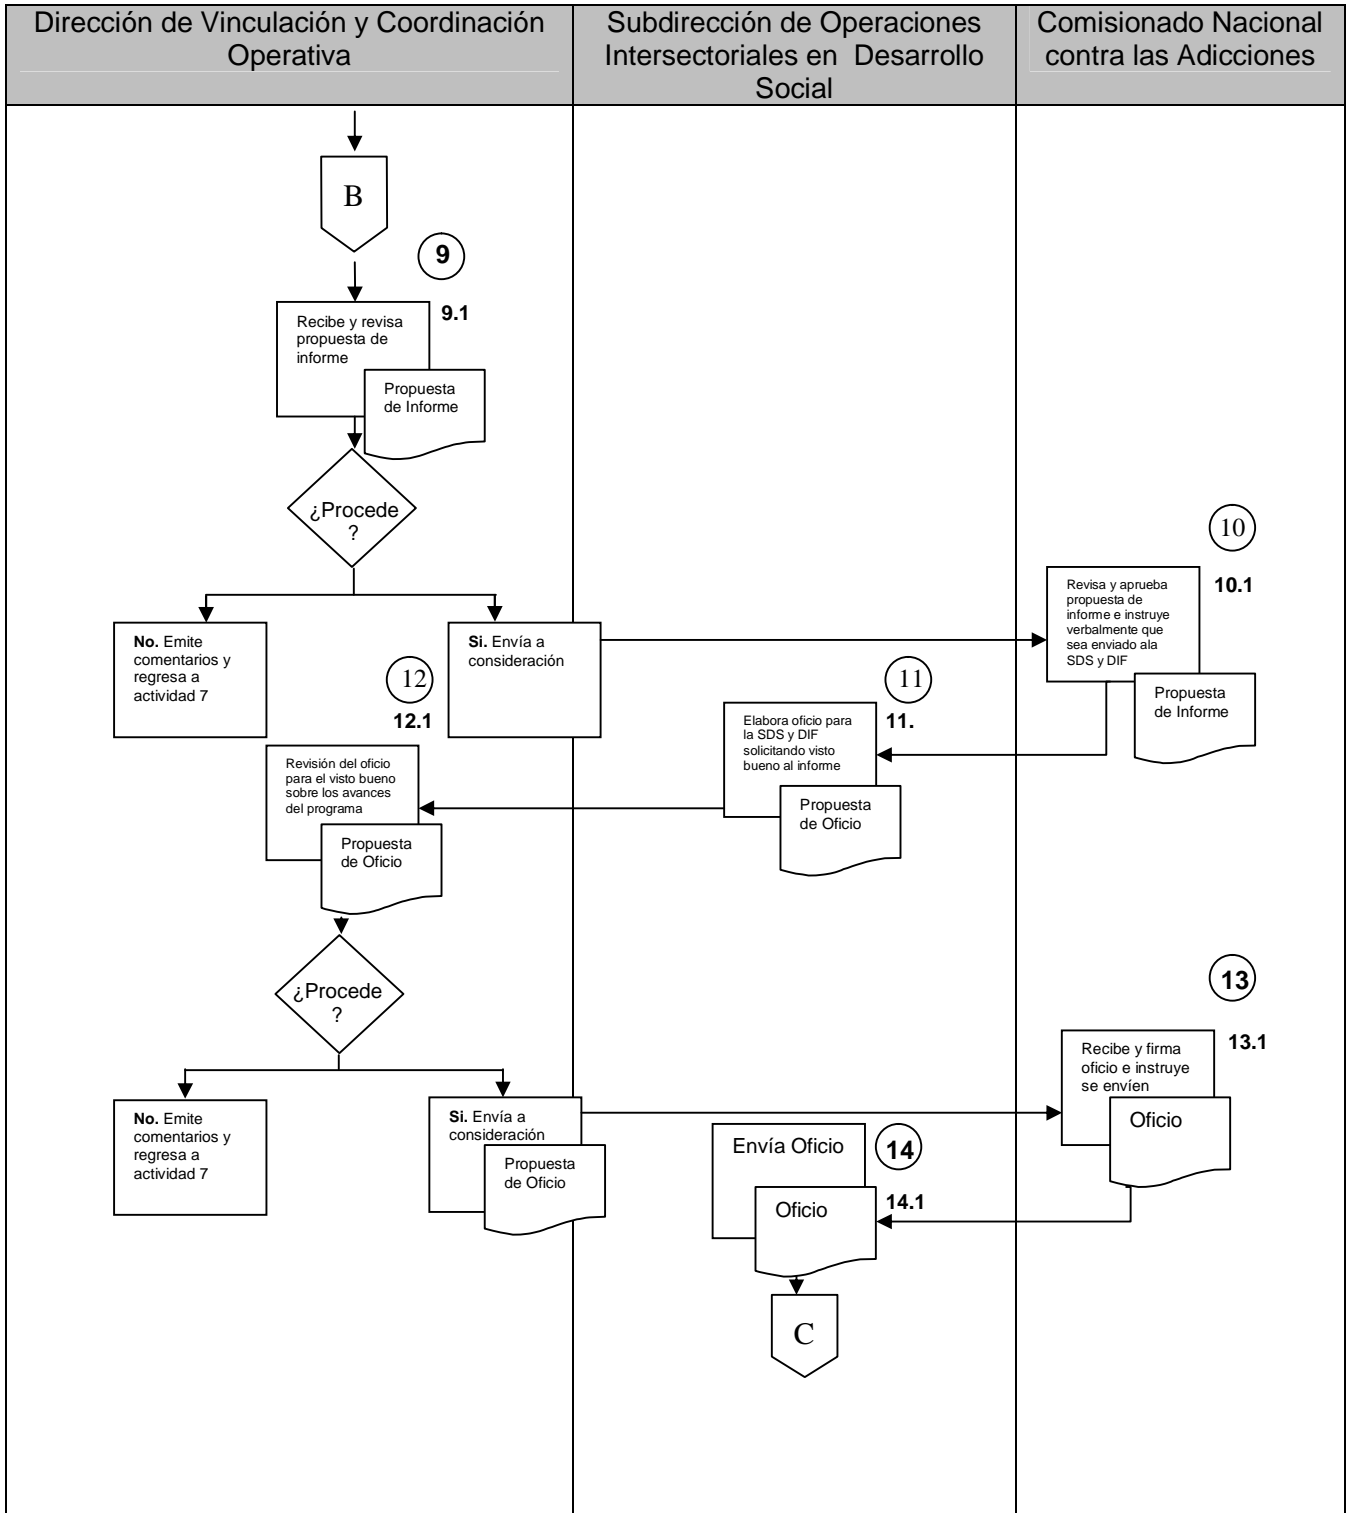 Dirección de Vinculación y Coordinación
Operativa
Subdirección de Operaciones
Intersectoriales en Desarrollo
Social
Comisionado Nacional
contra las Adicciones
B
9
9.1
Recibe y revisa
propuesta de
informe
Propuesta
de Informe
¿Procede
?
No. Emite
comentarios y
regresa a
actividad 7
Si. Envía a
consideración
10
10.1
Revisa y aprueba
propuesta de
informe e instruye
verbalmente que
sea enviado ala
SDS y DIF
Propuesta
de Informe
11
11.
Elabora oficio para
la SDS y DIF
solicitando visto
bueno al informe
Propuesta
de Oficio
12
12.1
Revisión del oficio
para el visto bueno
sobre los avances
del programa
Propuesta
de Oficio
¿Procede
?
No. Emite
comentarios y
regresa a
actividad 7
Si. Envía a
consideración
Propuesta
de Oficio
13
13.1
Recibe y firma
oficio e instruye
se envíen
Oficio
14
14.1
Envía Oficio
Oficio
C